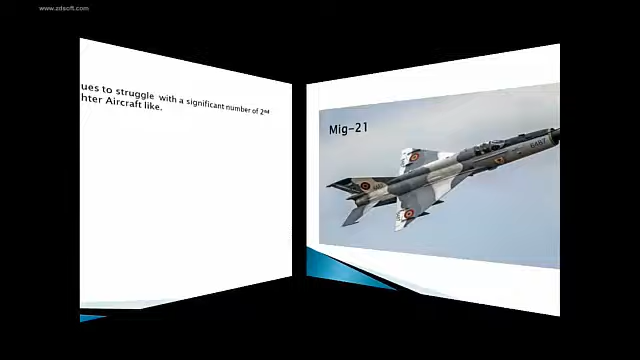 www.zdsoft.com
ues to struggle with a significant number of 2nd
hter Aircraft like.
Mig-21